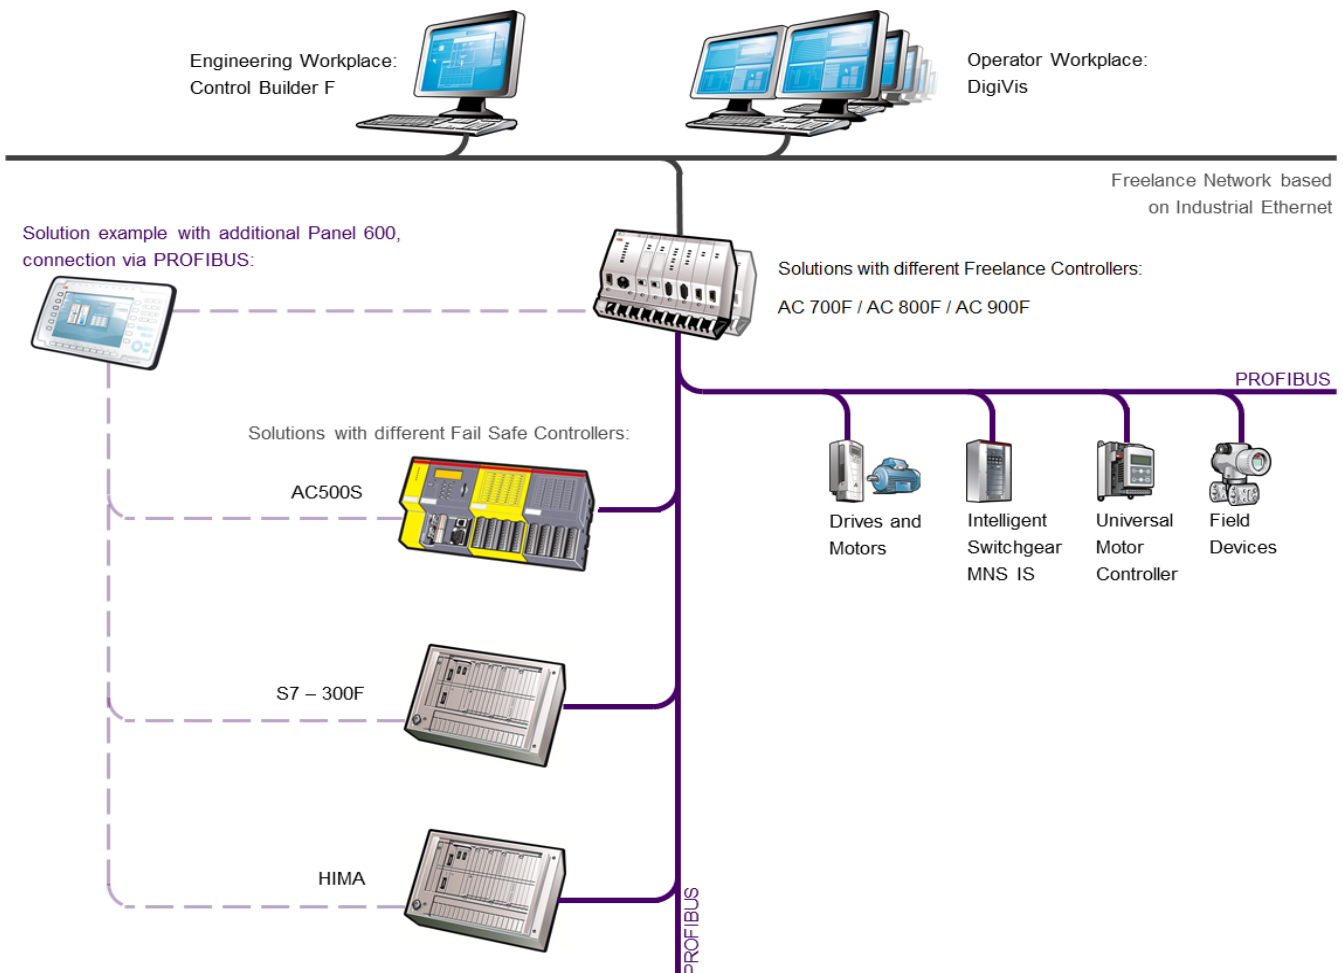 Engineering Workplace:
Control Builder F
Operator Workplace:
DigiVis
Freelance Network based
on Industrial Ethernet
Solution example with additional Panel 600,
connection via PROFIBUS:
Solutions with different Freelance Controllers:
AC 700F / AC 800F / AC 900F
PROFIBUS
Solutions with different Fail Safe Controllers:
AC500S
Drives and
Motors
Intelligent
Switchgear
MNS IS
Universal
Motor
Controller
Field
Devices
S7 – 300F
HIMA
PROFIBUS